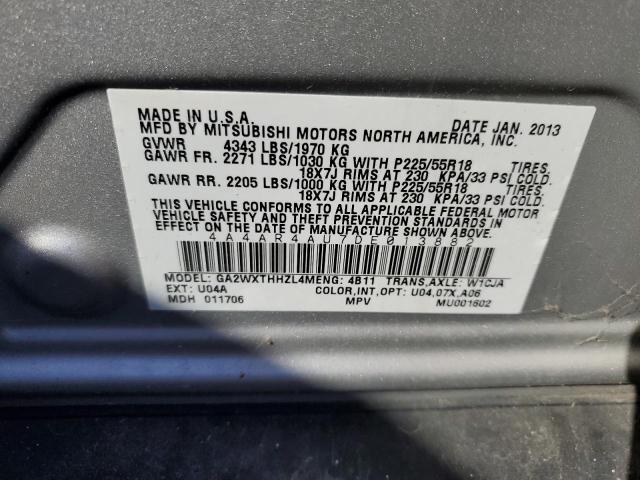 MADE IN U.S.A. DATE JAN. 2013
MFD BY MITSUBISHI MOTORS NORTH AMERICA, INC.
GVWR 4343 LBS/1970 KG
GAWR FR. 2271 LBS/1030 KG WITH P225/55R18 TIRES.
18X7J RIMS AT 230 KPA/33 PSI COLD.
GAWR RR. 2205 LBS/1000 KG WITH P225/55R18 TIRES.
18X7J RIMS AT 230 KPA/33 PSI COLD.
THIS VEHICLE CONFORMS TO ALL APPLICABLE FEDERAL MOTOR
VEHICLE SAFETY AND THEFT PREVENTION STANDARDS IN
EFFECT ON THE DATE OF MANUFACTURE SHOWN ABOVE.
4A4AR4AU7DE013882
MODEL: GA2WXTHHZL4MENG: 4B11 TRANS,AXLE: W1CJA
EXT: U04A COLOR,INT,OPT: U04,07X,A06
MDH 011706 MPV MU001602